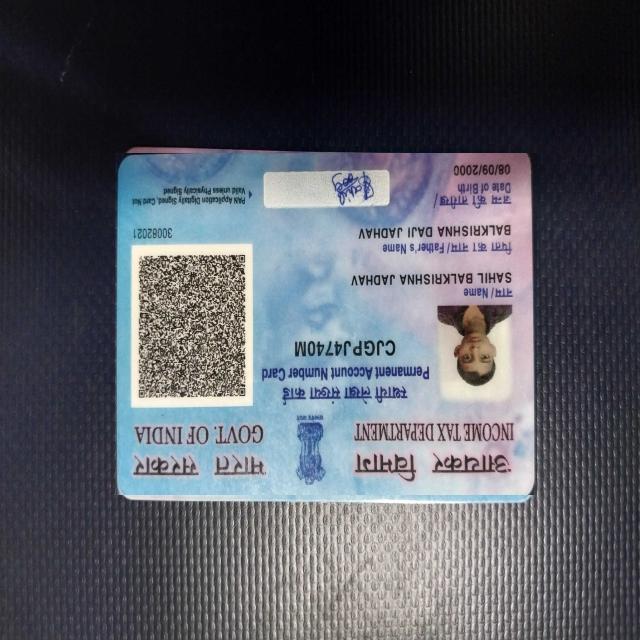 आयकर विभाग
INCOME TAX DEPARTMENT
भारत सरकार
GOVT. OF INDIA
स्थायी लेखा संख्या कार्ड
Permanent Account Number Card
CJGPJ4740M
नाम / Name
SAHIL BALKRISHNA JADHAV
पिता का नाम / Father's Name
BALKRISHNA DAJI JADHAV
जन्म की तारीख /
Date of Birth
08/09/2000
30082021
PAN Application Digitally Signed, Card Not
Valid unless Physically Signed